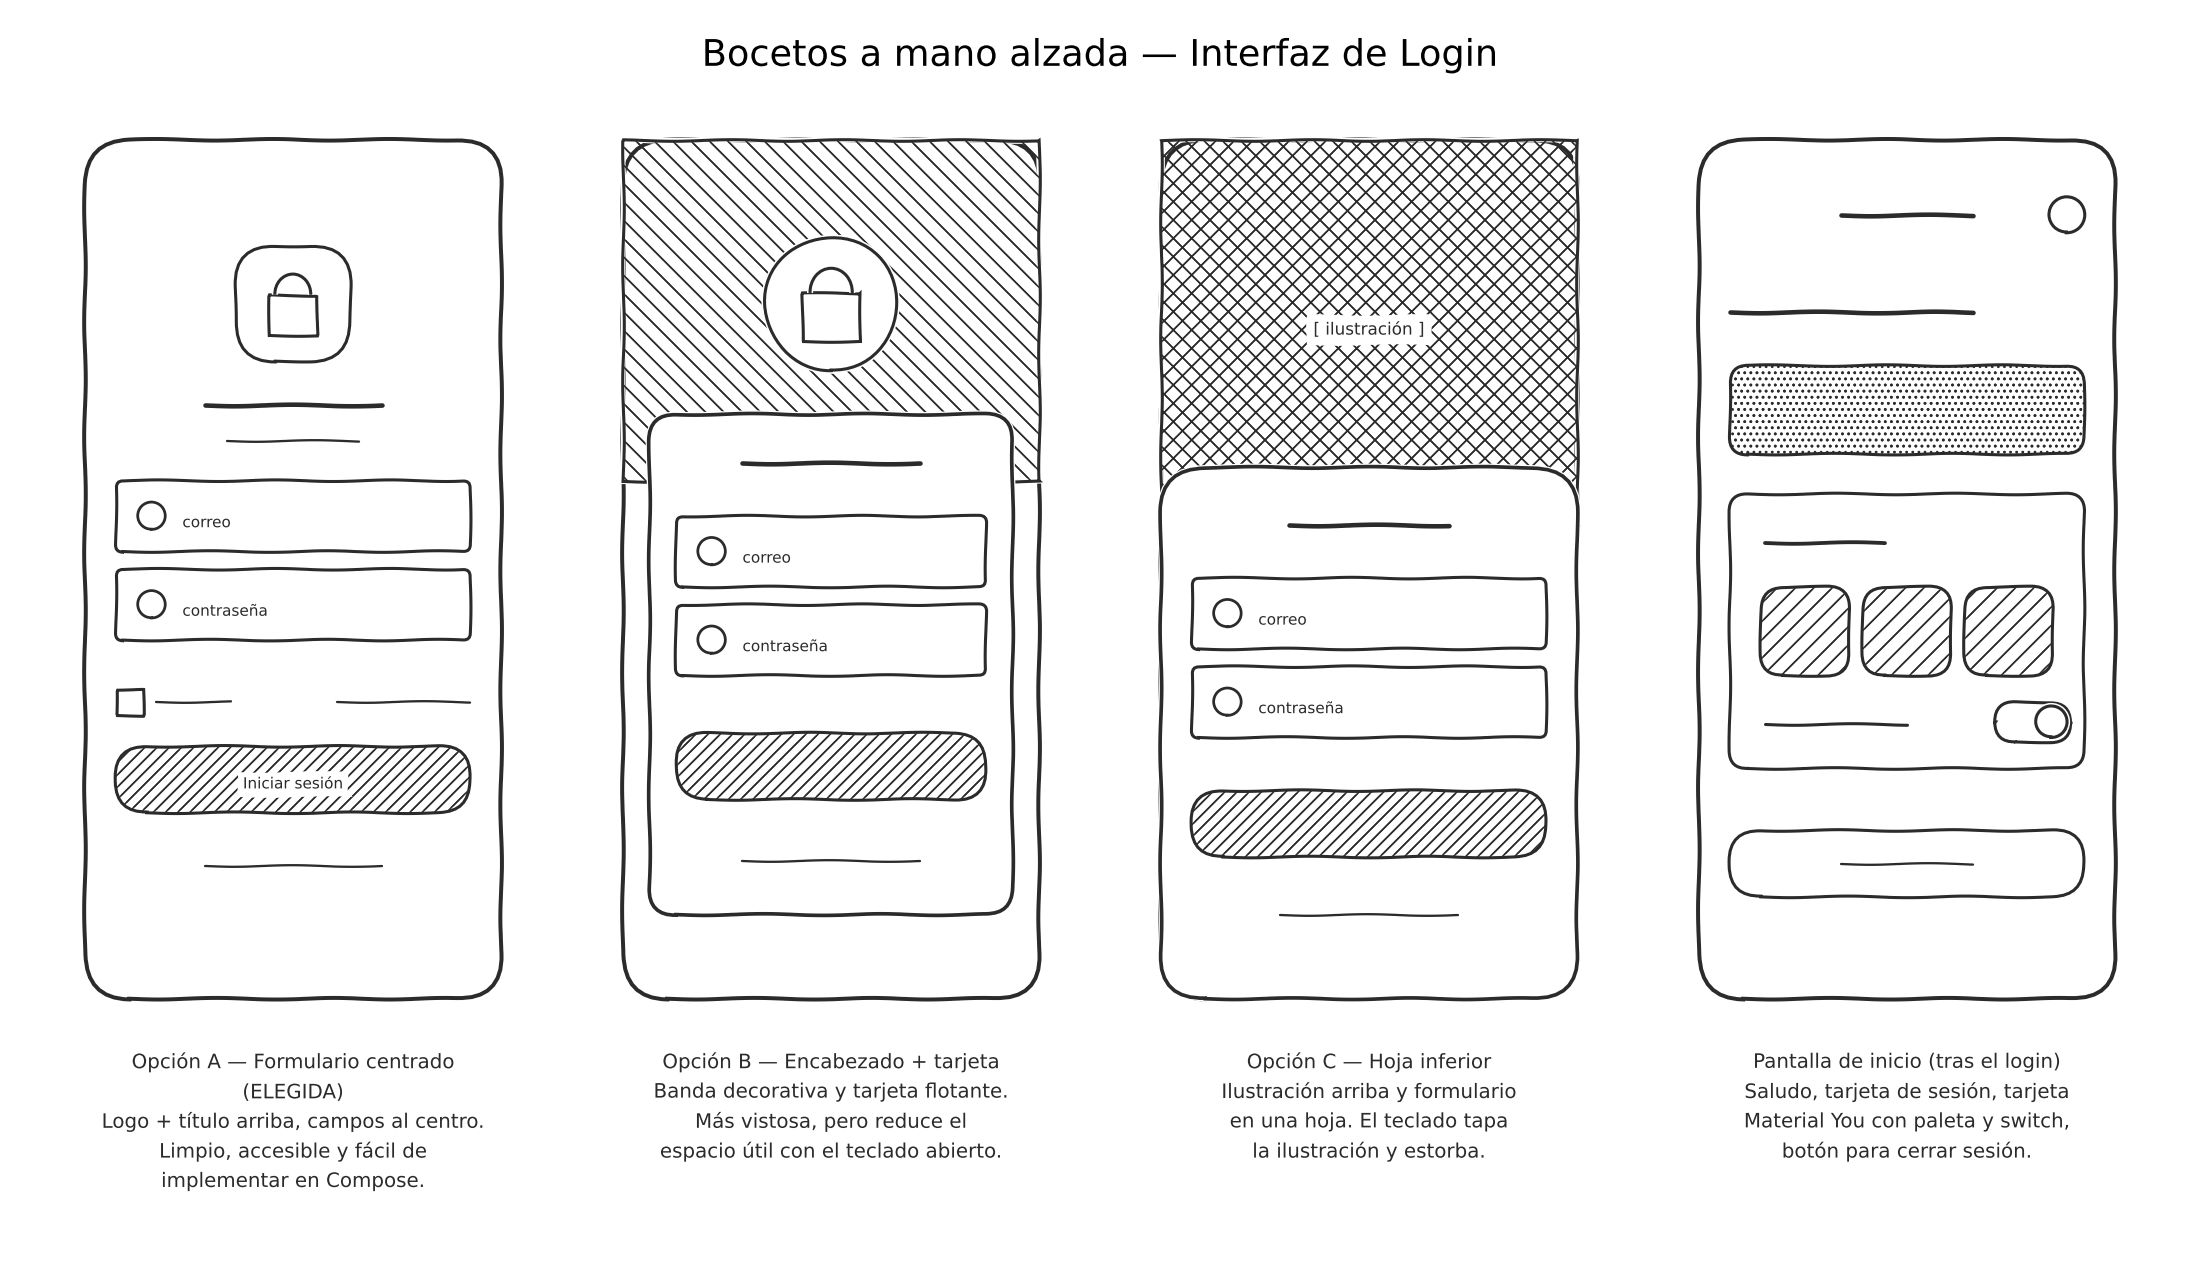 Bocetos a mano alzada — Interfaz de Login
correo
contraseña
Iniciar sesión
Opción A — Formulario centrado
(ELEGIDA)
Logo + título arriba, campos al centro.
Limpio, accesible y fácil de
implementar en Compose.
correo
contraseña
Opción B — Encabezado + tarjeta
Banda decorativa y tarjeta flotante.
Más vistosa, pero reduce el
espacio útil con el teclado abierto.
[ ilustración ]
correo
contraseña
Opción C — Hoja inferior
Ilustración arriba y formulario
en una hoja. El teclado tapa
la ilustración y estorba.
Pantalla de inicio (tras el login)
Saludo, tarjeta de sesión, tarjeta
Material You con paleta y switch,
botón para cerrar sesión.